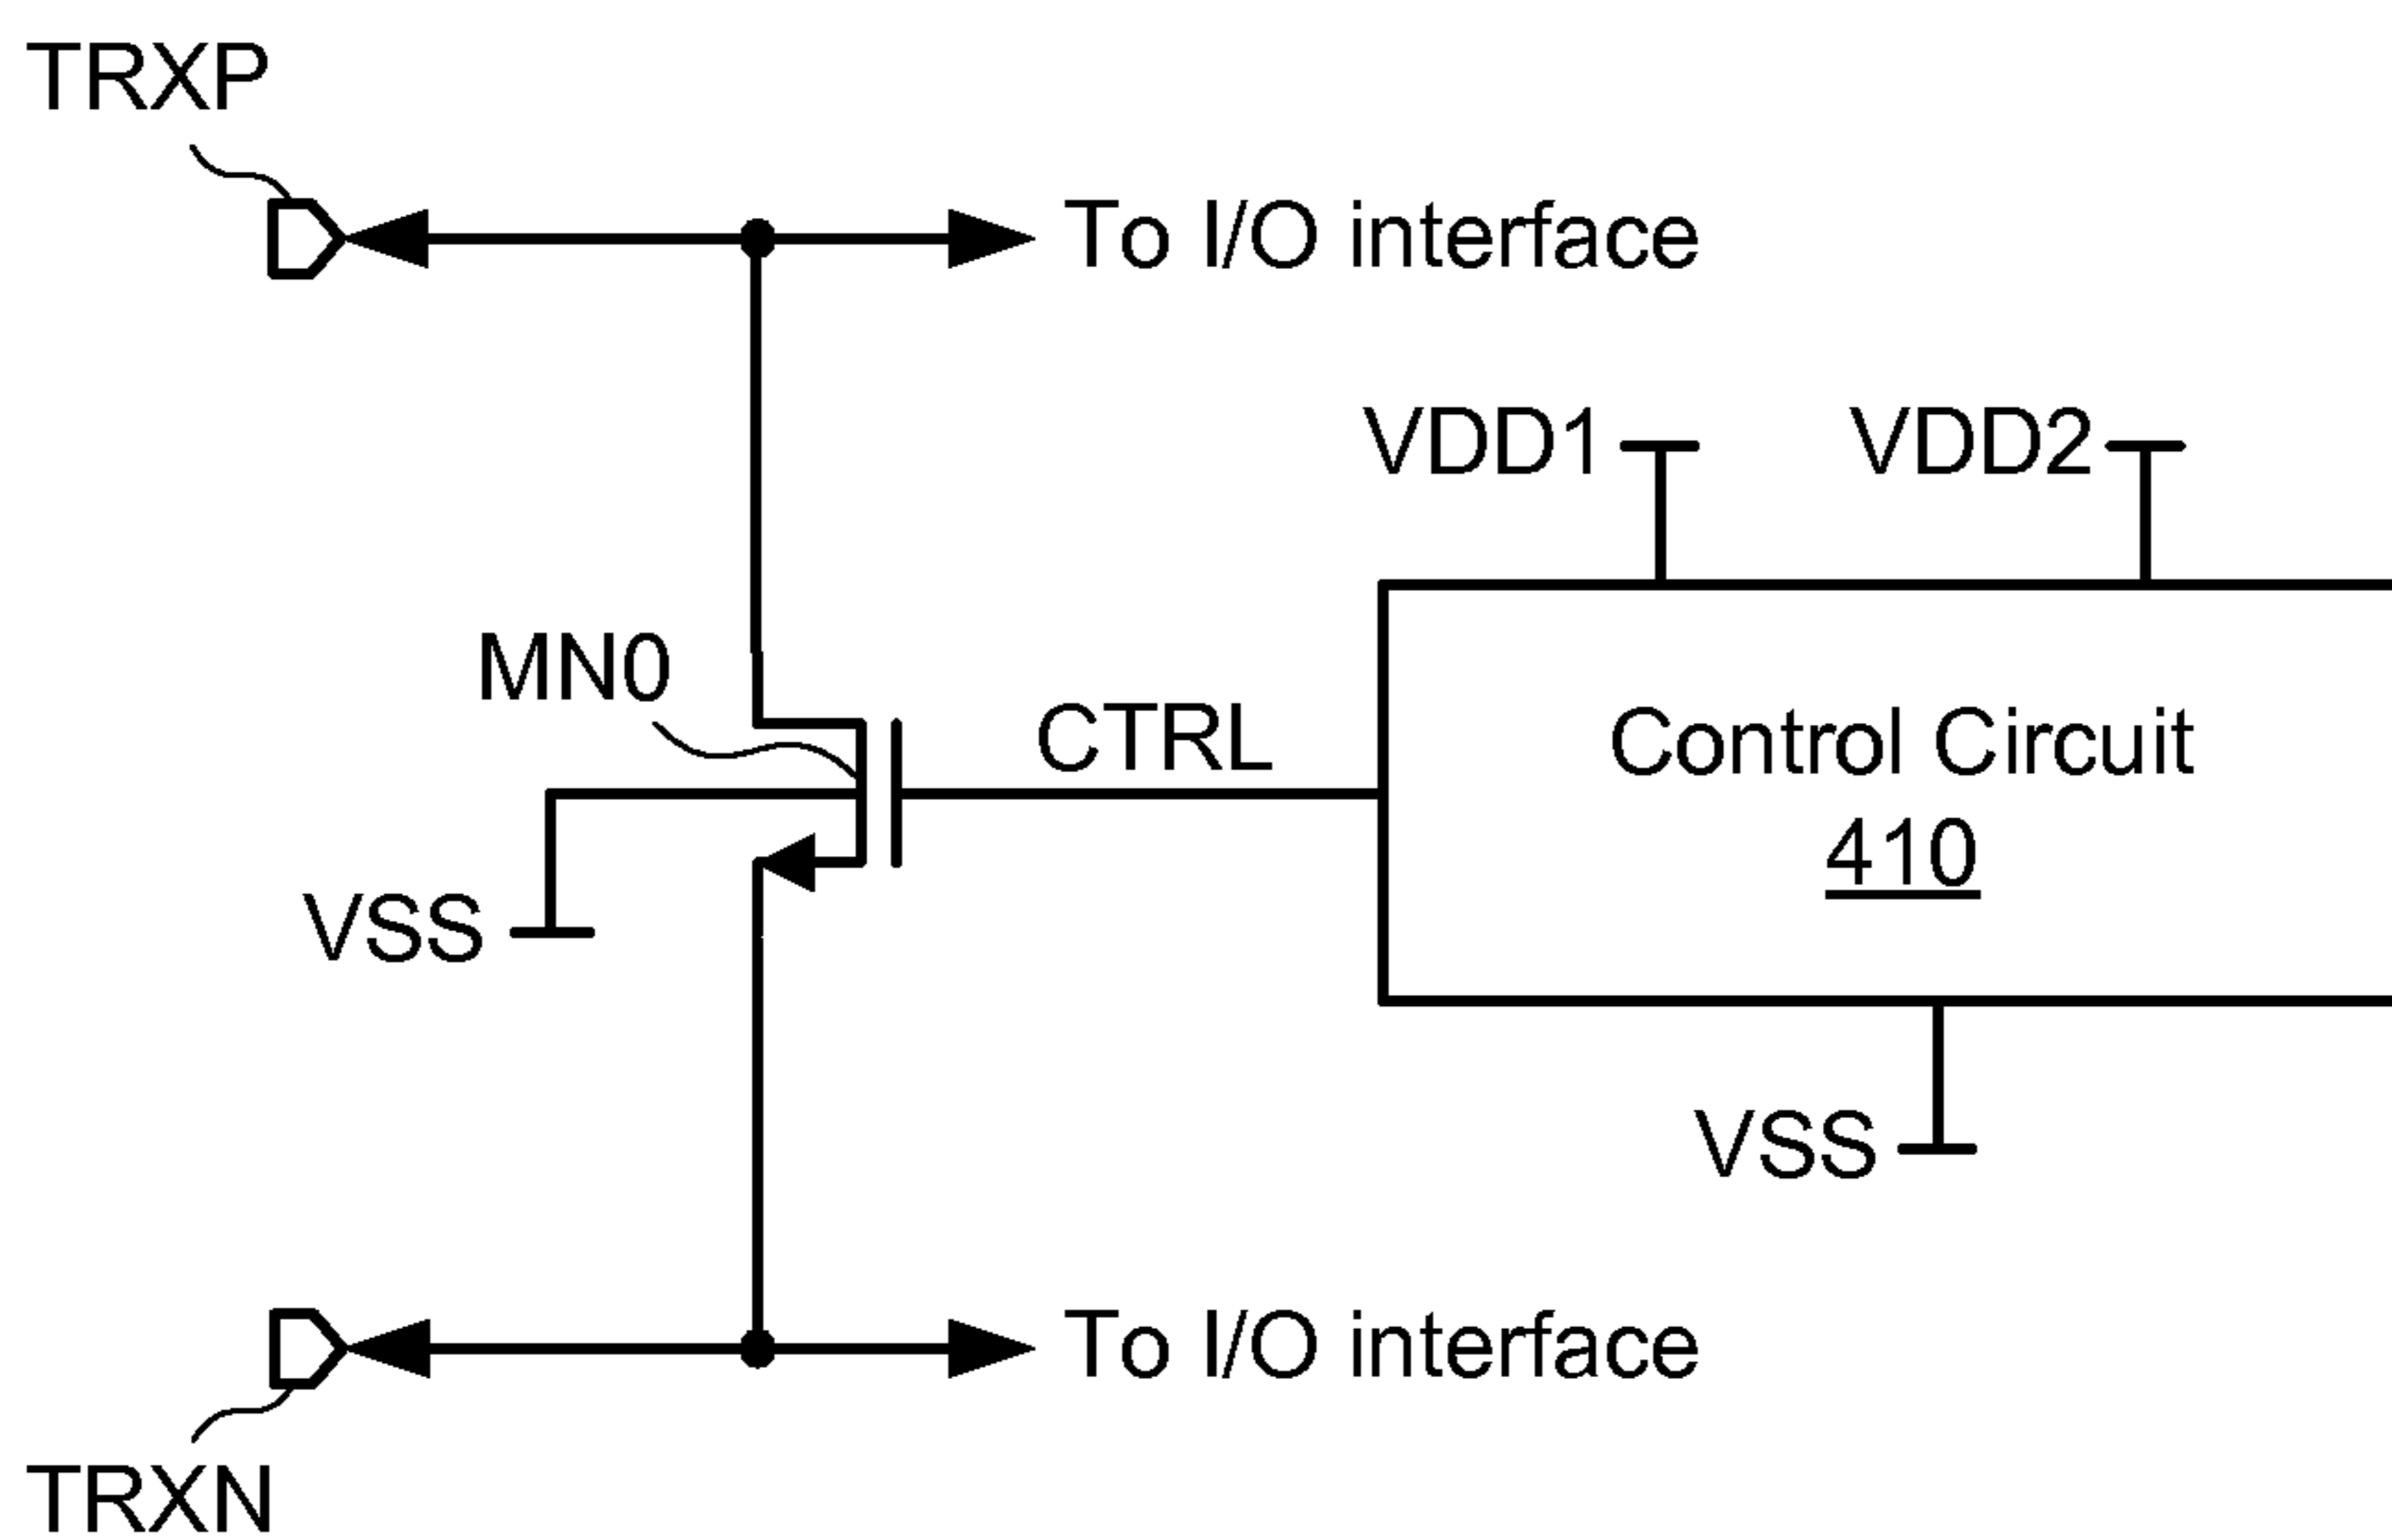 TRXP
To I/O interface
VDD1
VDD2
MN0
CTRL
Control Circuit
410
VSS
VSS
To I/O interface
TRXN